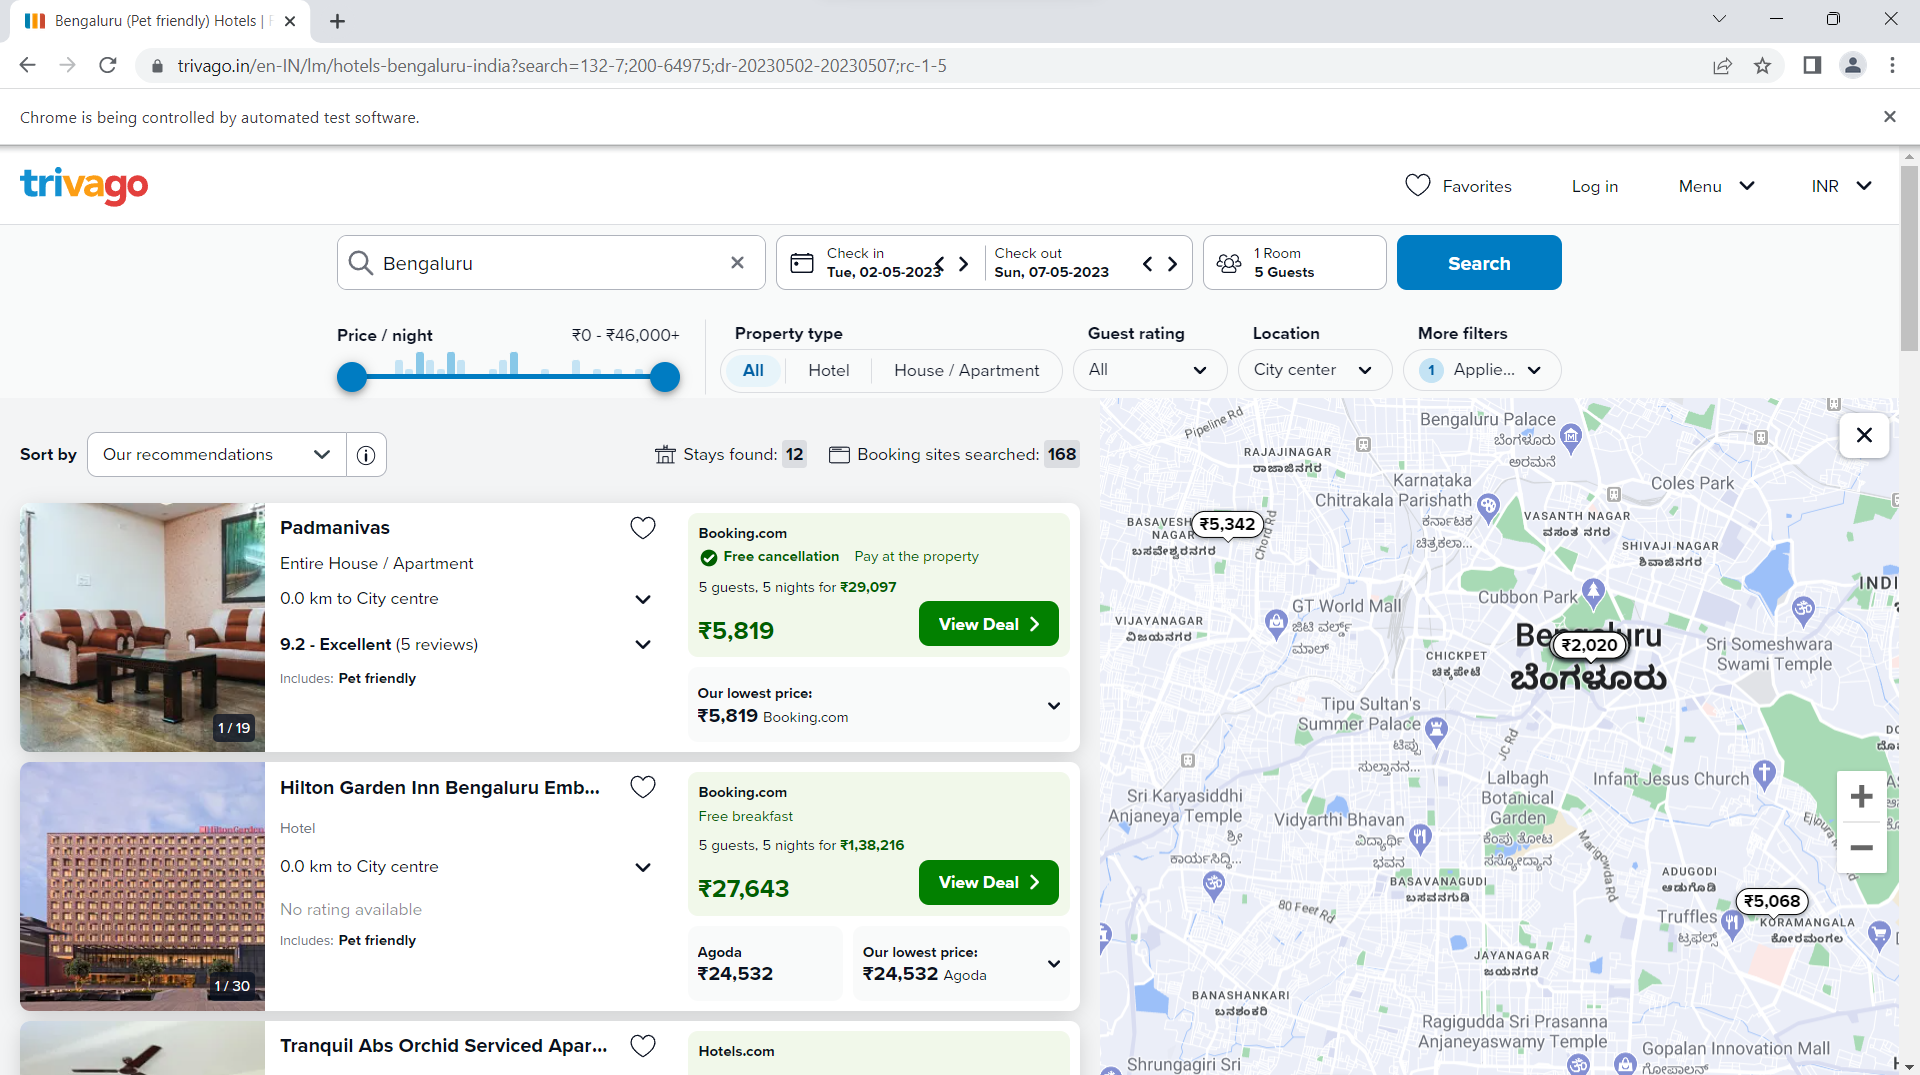 Bengaluru (Pet friendly) Hotels |
trivago.in/en-IN/lm/hotels-bengaluru-india?search=132-7;200-64975;dr-20230502-20230507;rc-1-5
Chrome is being controlled by automated test software.
trivago
Favorites
Log in
Menu
INR
Bengaluru
Check in
Tue, 02-05-2023
Check out
Sun, 07-05-2023
1 Room
5 Guests
Search
Price / night
₹0 - ₹46,000+
Property type
All
Hotel
House / Apartment
Guest rating
All
Location
City center
More filters
1 Applie...
Sort by
Our recommendations
Stays found: 12
Booking sites searched: 168
Padmanivas
Entire House / Apartment
0.0 km to City centre
9.2 - Excellent (5 reviews)
Includes: Pet friendly
1 / 19
Booking.com
Free cancellation Pay at the property
5 guests, 5 nights for ₹29,097
₹5,819
View Deal
Our lowest price:
₹5,819 Booking.com
Hilton Garden Inn Bengaluru Emb...
Hotel
0.0 km to City centre
No rating available
Includes: Pet friendly
1 / 30
Booking.com
Free breakfast
5 guests, 5 nights for ₹1,38,216
₹27,643
View Deal
Agoda
₹24,532
Our lowest price:
₹24,532 Agoda
Tranquil Abs Orchid Serviced Apar...
Hotels.com
Pipeline Rd
Bengaluru Palace
ಬೆಂಗಳೂರು
ಅರಮನೆ
RAJAJINAGAR
ರಾಜಾಜಿನಗರ
Coles Park
Karnataka
Chitrakala Parishath
ಕರ್ನಾಟಕ
ಚಿತ್ರಕಲಾ...
BASAVESH
NAGAR
ಬಸವೇಶ್ವರನಗರ
₹5,342
Chord Rd
VASANTH NAGAR
ವಸಂತ ನಗರ
SHIVAJI NAGAR
ಶಿವಾಜಿನಗರ
INDI
Cubbon Park
GT World Mall
ಜಿಟಿ ವರ್ಲ್ಡ್
ಮಾಲ್
VIJAYANAGAR
ವಿಜಯನಗರ
Bengaluru
₹2,020
ಬೆಂಗಳೂರು
Sri Someshwara
Swami Temple
CHICKPET
ಚಿಕ್ಕಪೇಟೆ
Tipu Sultan's
Summer Palace
ಟಿಪ್ಪು
ಸುಲ್ತಾನನ...
JC Rd
Lalbagh
Botanical
Garden
ಕೆಂಪು ತೋಟ
ಸಸ್ಯೋದ್ಯಾನ
Infant Jesus Church
Sri Karyasiddhi
Anjaneya Temple
ಶ್ರೀ
ಕಾರ್ಯಸಿದ್ಧಿ...
Vidyarthi Bhavan
ವಿದ್ಯಾರ್ಥಿ
ಭವನ
Ejipura
Marigowda Rd
BASAVANAGUDI
ಬಸವನಗುಡಿ
80 Feet Rd
ADUGODI
ಆಡುಗೊಡಿ
₹5,068
Truffles
ಟ್ರಫಲ್ಸ್
KORAMANGALA
ಕೋರಮಂಗಲ
JAYANAGAR
ಜಯನಗರ
BANASHANKARI
ಬನಶಂಕರಿ
Ragigudda Sri Prasanna
Anjaneyaswamy Temple
Gopalan Innovation Mall
ಗೋಪಾಲನ್
Shrungagiri Sri